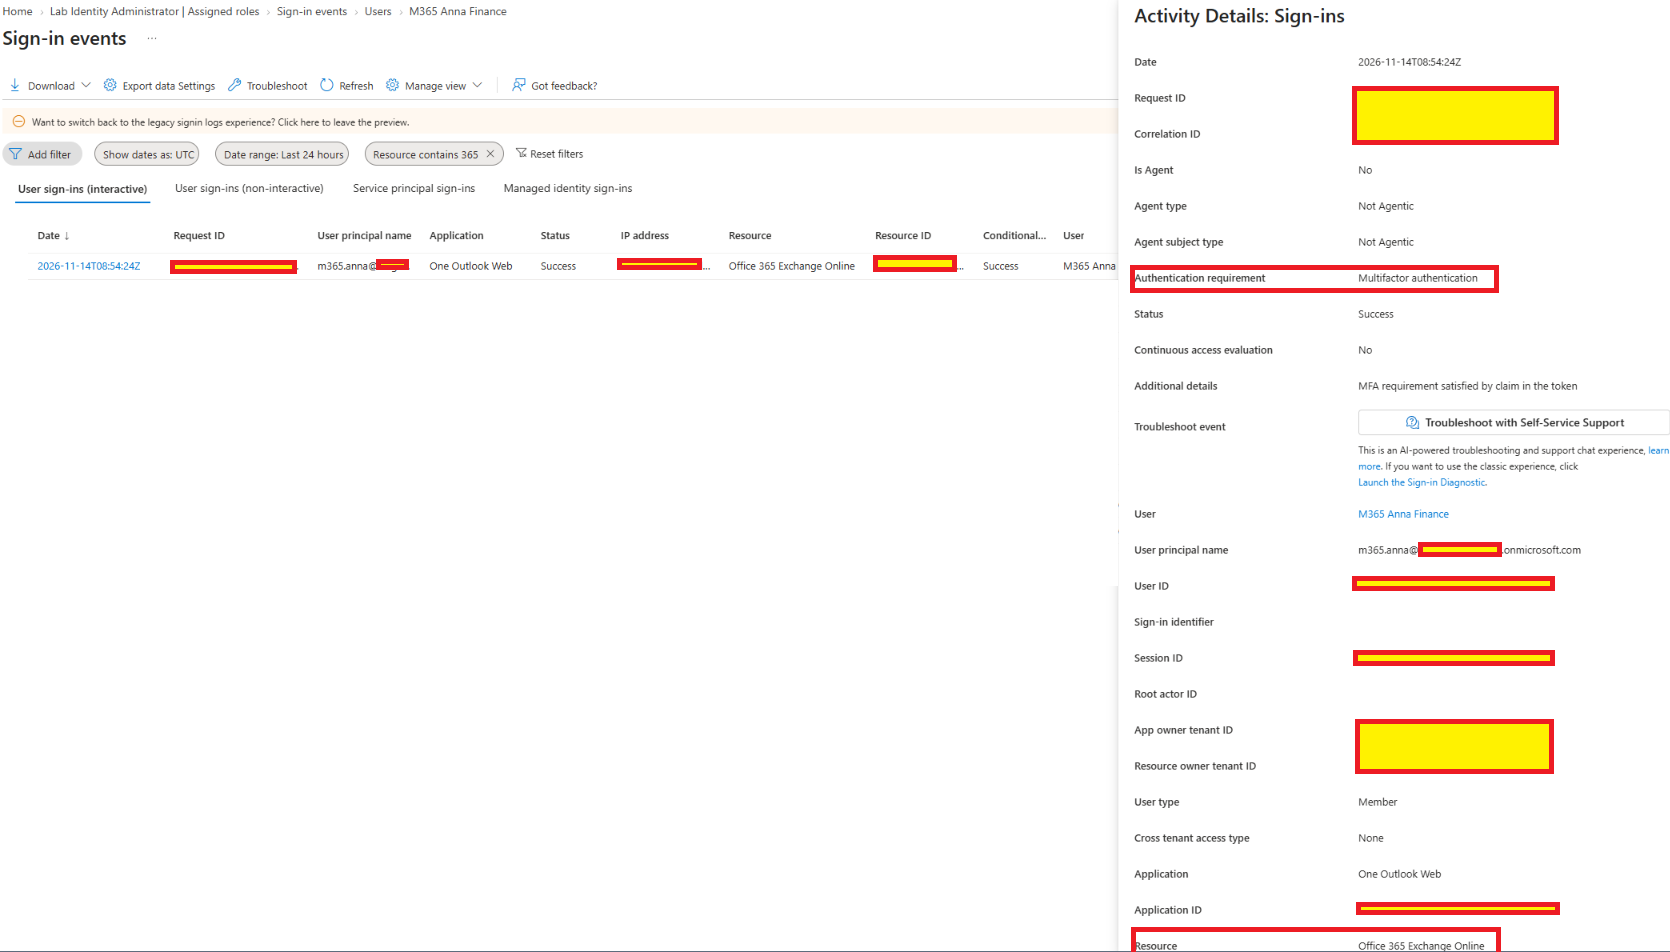 Home › Lab Identity Administrator | Assigned roles › Sign-in events › Users › M365 Anna Finance
Sign-in events ...
Download Export data Settings Troubleshoot Refresh Manage view Got feedback?
Want to switch back to the legacy signin logs experience? Click here to leave the preview.
Add filter Show dates as: UTC Date range: Last 24 hours Resource contains 365 Reset filters
User sign-ins (interactive) User sign-ins (non-interactive) Service principal sign-ins Managed identity sign-ins
Date ↓ Request ID User principal name Application Status IP address Resource Resource ID Conditional... User
2026-11-14T08:54:24Z m365.anna@ One Outlook Web Success ... Office 365 Exchange Online ... Success M365 Anna
Activity Details: Sign-ins
Date 2026-11-14T08:54:24Z
Request ID
Correlation ID
Is Agent No
Agent type Not Agentic
Agent subject type Not Agentic
Authentication requirement Multifactor authentication
Status Success
Continuous access evaluation No
Additional details MFA requirement satisfied by claim in the token
Troubleshoot event Troubleshoot with Self-Service Support
This is an AI-powered troubleshooting and support chat experience, learn
more. If you want to use the classic experience, click
Launch the Sign-in Diagnostic.
User M365 Anna Finance
User principal name m365.anna@ .onmicrosoft.com
User ID
Sign-in identifier
Session ID
Root actor ID
App owner tenant ID
Resource owner tenant ID
User type Member
Cross tenant access type None
Application One Outlook Web
Application ID
Resource Office 365 Exchange Online